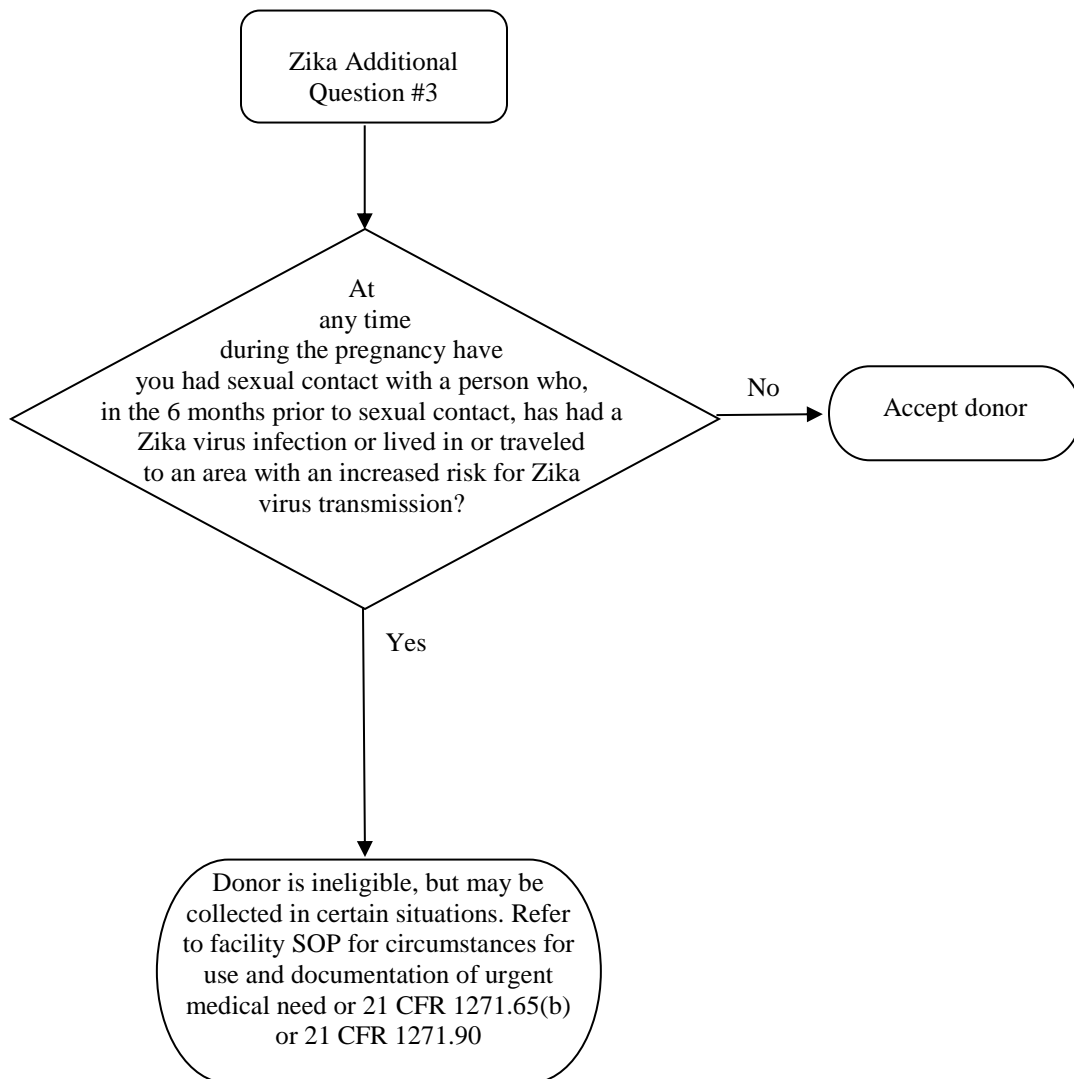 Zika Additional
Question #3
At
any time
during the pregnancy have
you had sexual contact with a person who,
in the 6 months prior to sexual contact, has had a
Zika virus infection or lived in or traveled
to an area with an increased risk for Zika
virus transmission?
No
Accept donor
Yes
Donor is ineligible, but may be
collected in certain situations. Refer
to facility SOP for circumstances for
use and documentation of urgent
medical need or 21 CFR 1271.65(b)
or 21 CFR 1271.90